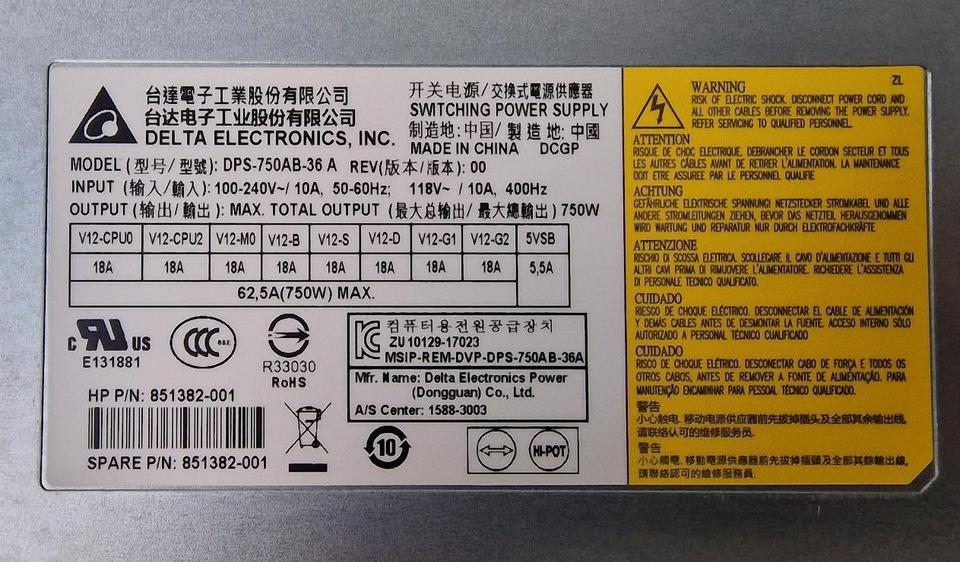 台達電子工業股份有限公司
台达电子工业股份有限公司
DELTA ELECTRONICS, INC.
开关电源/交換式電源供應器
SWITCHING POWER SUPPLY
制造地:中国/製造地:中國
MADE IN CHINA DCGP
MODEL (型号/型號): DPS-750AB-36 A REV(版本/版本): 00
INPUT (输入/輸入): 100-240V~/ 10A, 50-60Hz; 118V~ / 10A, 400Hz
OUTPUT (输出/輸出): MAX. TOTAL OUTPUT (最大总输出/最大總輸出) 750W
V12-CPU0 V12-CPU2 V12-M0 V12-B V12-S V12-D V12-G1 V12-G2 5VSB
18A 18A 18A 18A 18A 18A 18A 18A 5,5A
62,5A(750W) MAX.
c RU US
E131881
CCC S&E
R33030
RoHS
컴퓨터용전원공급장치
ZU10129-17023
MSIP-REM-DVP-DPS-750AB-36A
Mfr. Name: Delta Electronics Power
(Dongguan) Co., Ltd.
A/S Center: 1588-3003
HP P/N: 851382-001
SPARE P/N: 851382-001
10
HI-POT
ZL
WARNING
RISK OF ELECTRIC SHOCK. DISCONNECT POWER CORD AND
ALL OTHER CABLES BEFORE REMOVING THE POWER SUPPLY.
REFER SERVICING TO QUALIFIED PERSONNEL.
ATTENTION
RISQUE DE CHOC ELECTRIQUE. DEBRANCHER LE CORDON SECTEUR ET TOUS
LES AUTRES CÂBLES AVANT DE RETIRER L'ALIMENTATION. LA MAINTENANCE
DOIT ETRE ASSUREE PAR LE PERSONNEL QUALIFIE
ACHTUNG
GEFÄHRLICHE ELEKTRISCHE SPANNUNG! NETZSTECKER STROMKABEL UND ALLE
ANDERE STROMLEITUNGEN ZIEHEN, BEVOR DAS NETZTEIL HERAUSGENOMMEN
WIRD WARTUNG UND REPARATUR NUR DURCH ELEKTROFACHKRÄFTE
ATTENZIONE
RISCHIO DI SCOSSA ELETTRICA. SCOLLEGARE IL CAVO D'ALIMENTAZIONE E TUTTI GLI
ALTRI CAVI PRIMA DI RIMUOVERE L'ALIMENTATORE. RICHIEDERE L'ASSISTENZA
DI PERSONALE TECNICO QUALIFICATO.
CUIDADO
RIESGO DE CHOQUE ELÉCTRICO. DESCONNECTAR EL CABLE DE ALIMENTACIÓN
Y DEMÁS CABLES ANTES DE DESMONTAR LA FUENTE. ACCESO INTERNO SÓLO
AUTORIZADO A PERSONAL TÉCNICO CUALIFICADO
CUIDADO
RISCO DE CHOQUE ELÉTRICO. DESCONECTAR CABO DE FORÇA E TODOS OS
OTROS CABOS, ANTES DE REMOVER A FONTE DE ALIMENTAÇÃO. PARA
MANUTENÇÃO ENCAMINHAR PARA PESSOAL TÉCNICO QUALIFICADO.
警告
小心触电. 移动电源供应器前先拔掉插头及全部其余输出线,
请联络认可的维修服务员.
警告
小心觸電. 移動電源供應器前先拔掉插頭及全部其餘輸出線,
請聯絡認可的維修服務員.